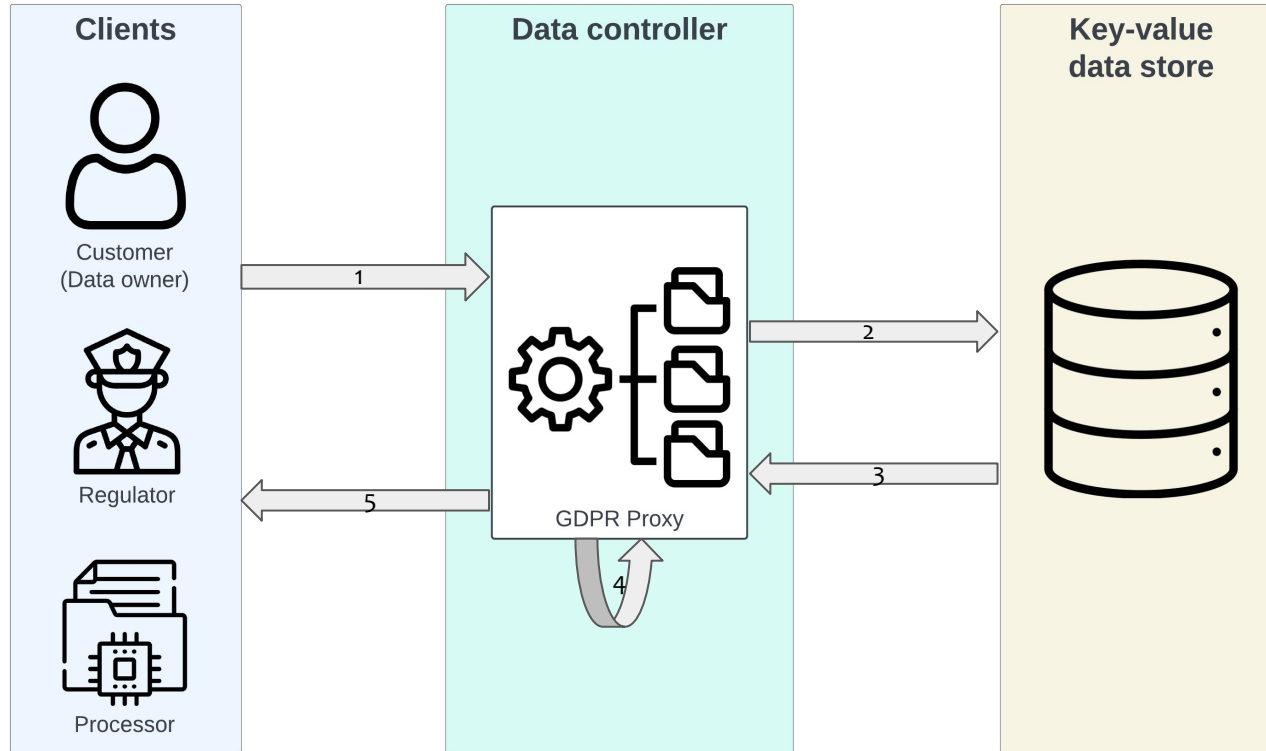 Clients
Data controller
Key-value
data store
Customer
(Data owner)
1
2
Regulator
3
5
GDPR Proxy
4
Processor